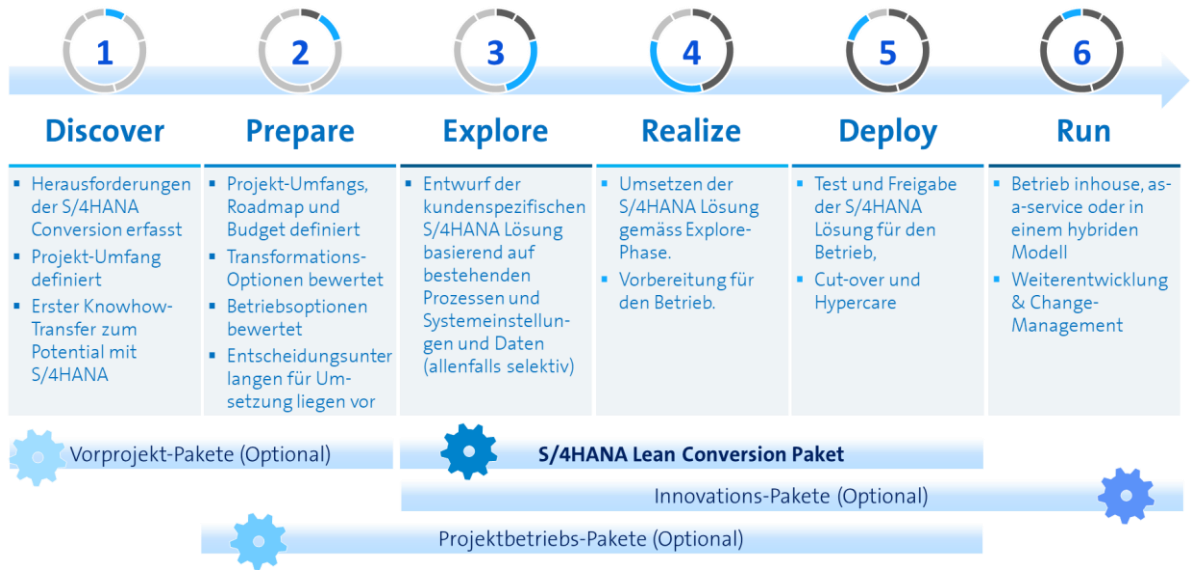 1
2
3
4
5
6
Discover
Prepare
Explore
Realize
Deploy
Run
▪ Herausforderungen
der S/4HANA
Conversion erfasst
▪ Projekt-Umfang
definiert
▪ Erster Knowhow-
Transfer zum
Potential mit
S/4HANA
▪ Projekt-Umfangs,
Roadmap und
Budget definiert
▪ Transformations-
Optionen bewertet
▪ Betriebsoptionen
bewertet
▪ Entscheidungsunter
langen für Um-
setzung liegen vor
▪ Entwurf der
kundenspezifischen
S/4HANA Lösung
basierend auf
bestehenden
Prozessen und
Systemeinstellun-
gen und Daten
(allenfalls selektiv)
▪ Umsetzen der
S/4HANA Lösung
gemäss Explore-
Phase.
▪ Vorbereitung für
den Betrieb.
▪ Test und Freigabe
der S/4HANA
Lösung für den
Betrieb,
▪ Cut-over und
Hypercare
▪ Betrieb inhouse, as-
a-service oder in
einem hybriden
Modell
▪ Weiterentwicklung
& Change-
Management
Vorprojekt-Pakete (Optional)
S/4HANA Lean Conversion Paket
Innovations-Pakete (Optional)
Projektbetriebs-Pakete (Optional)